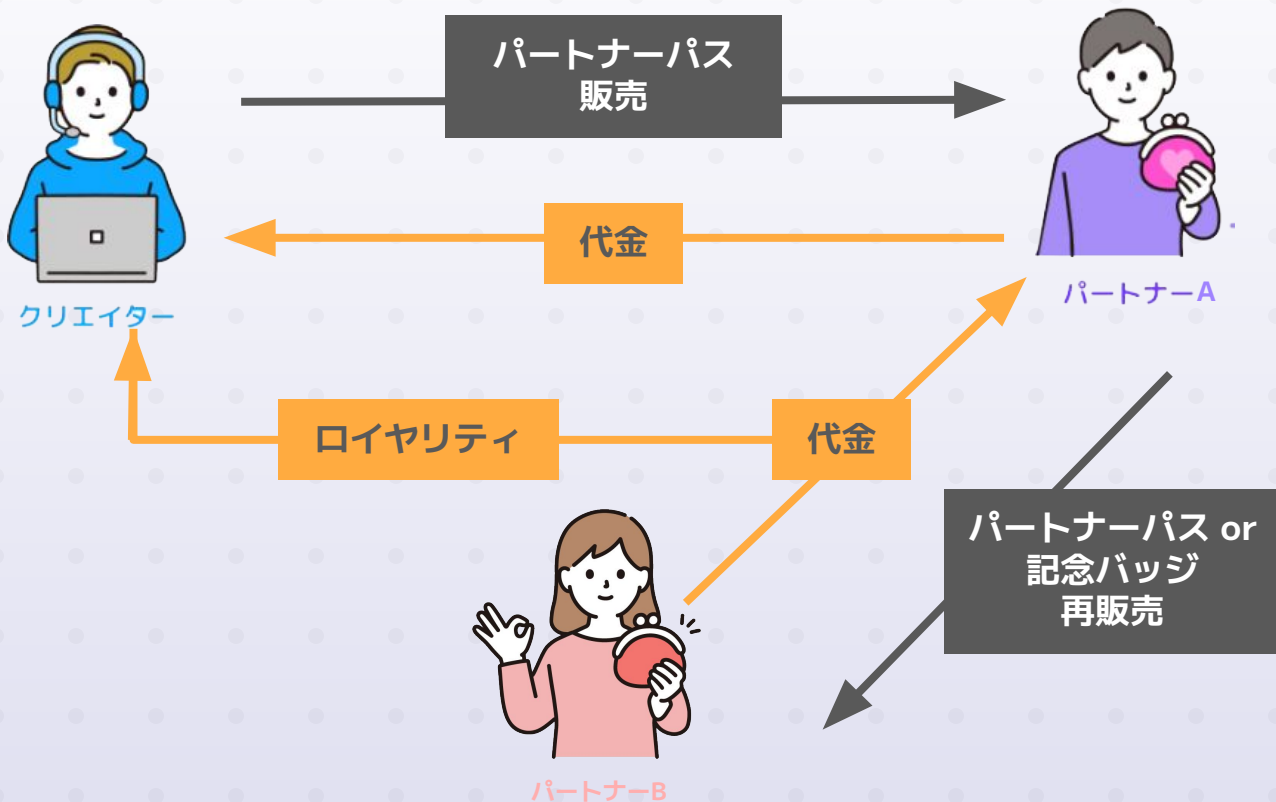 パートナーパス
販売
代金
クリエイター
パートナーA
ロイヤリティ
代金
パートナーパス or
記念バッジ
再販売
パートナーB